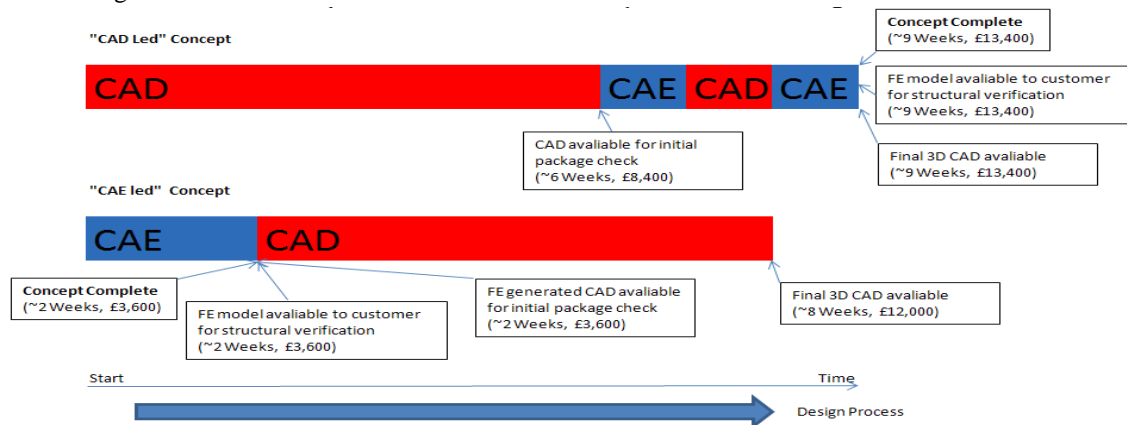 "CAD Led" Concept
Concept Complete
(~9 Weeks, £13,400)
CAD
CAE
CAD
CAE
FE model avaliable to customer
for structural verification
(~9 Weeks, £13,400)
CAD avaliable for initial
package check
(~6 Weeks, £8,400)
Final 3D CAD avaliable
(~9 Weeks, £13,400)
"CAE led" Concept
CAE
CAD
Concept Complete
(~2 Weeks, £3,600)
FE model avaliable to customer
for structural verification
(~2 Weeks, £3,600)
FE generated CAD avaliable
for initial package check
(~2 Weeks, £3,600)
Final 3D CAD avaliable
(~8 Weeks, £12,000)
Start
Time
Design Process